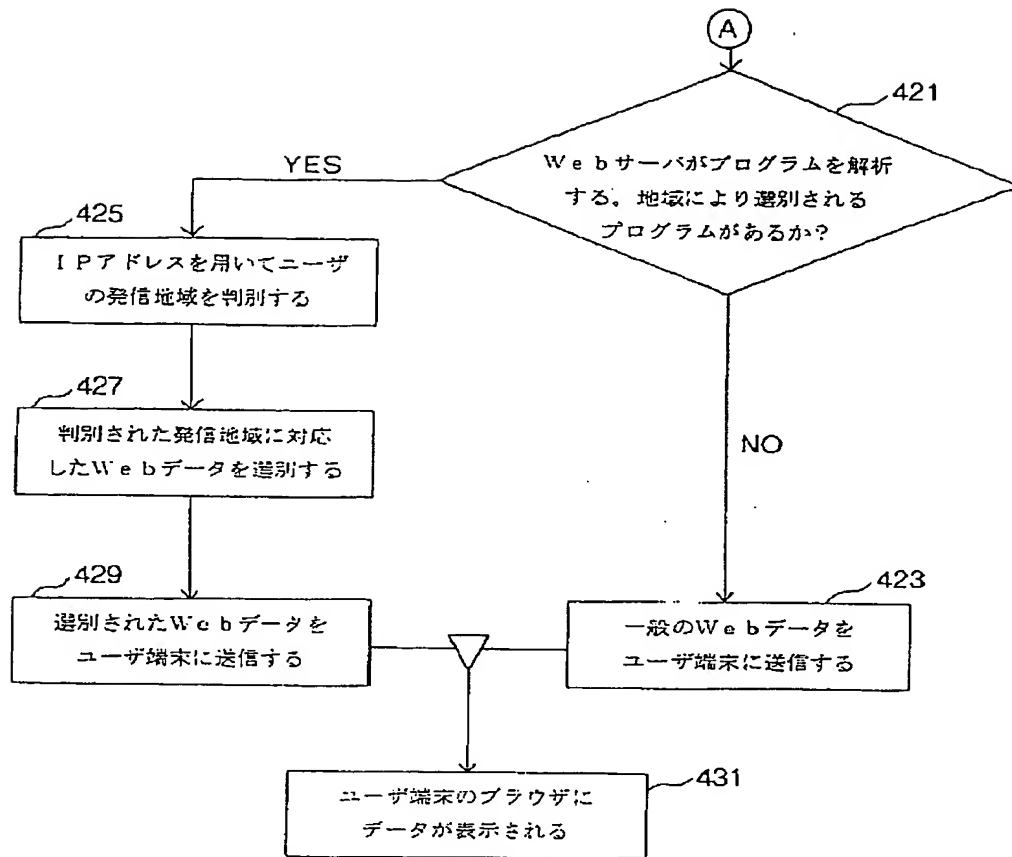 A
421
Webサーバがプログラムを解析
する。地域により選別される
プログラムがあるか?
YES
425
IPアドレスを用いてユーザ
の発信地域を判別する
427
判別された発信地域に対応
したWebデータを選別する
NO
429
選別されたWebデータを
ユーザ端末に送信する
423
一般のWebデータを
ユーザ端末に送信する
431
ユーザ端末のブラウザに
データが表示される